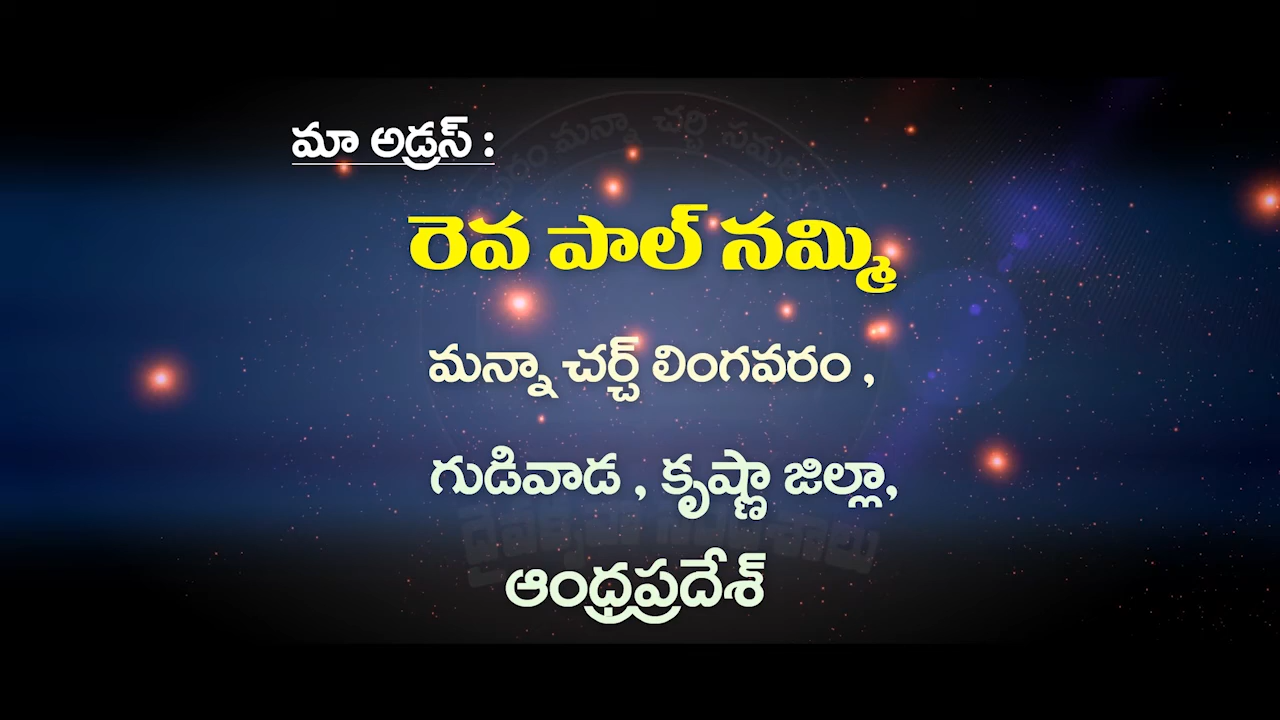 మా అడ్రస్ :
రెవ పాల్ నమ్మి
మన్నా చర్చ్ లింగవరం ,
గుడివాడ , కృష్ణా జిల్లా,
ఆంధ్రప్రదేశ్